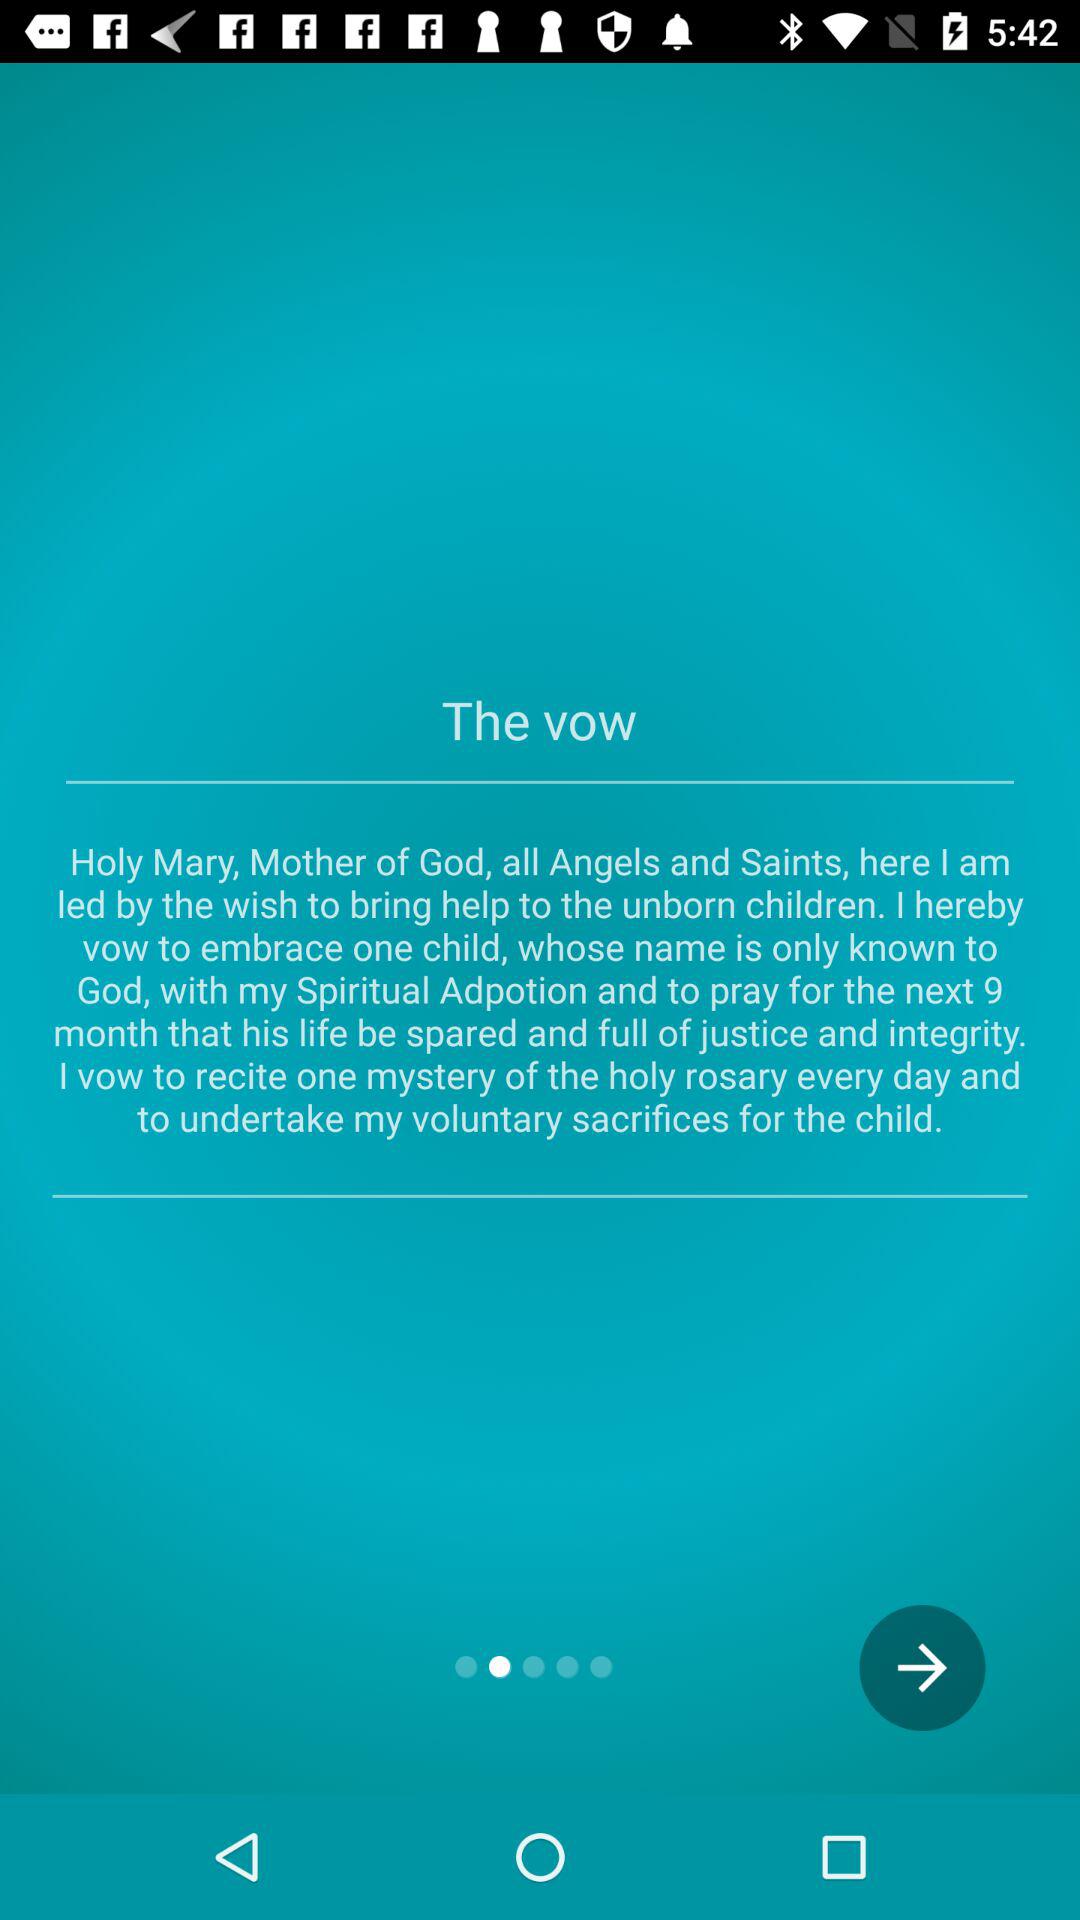 5:42
The vow
Holy Mary, Mother of God, all Angels and Saints, here I am
led by the wish to bring help to the unborn children. I hereby
vow to embrace one child, whose name is only known to
God, with my Spiritual Adpotion and to pray for the next 9
month that his life be spared and full of justice and integrity.
I vow to recite one mystery of the holy rosary every day and
to undertake my voluntary sacrifices for the child.